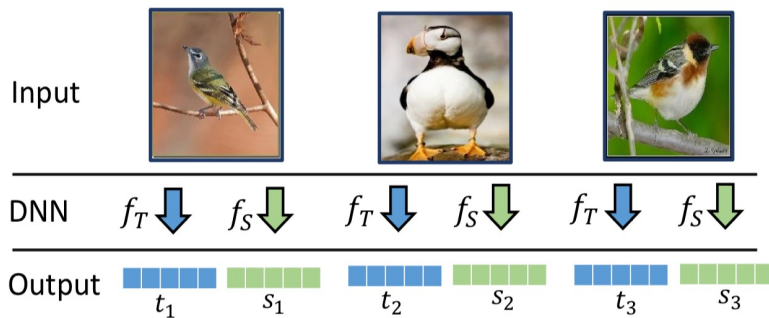 Input
DNN f_T f_S f_T f_S f_T f_S
Output
t_1 s_1 t_2 s_2 t_3 s_3